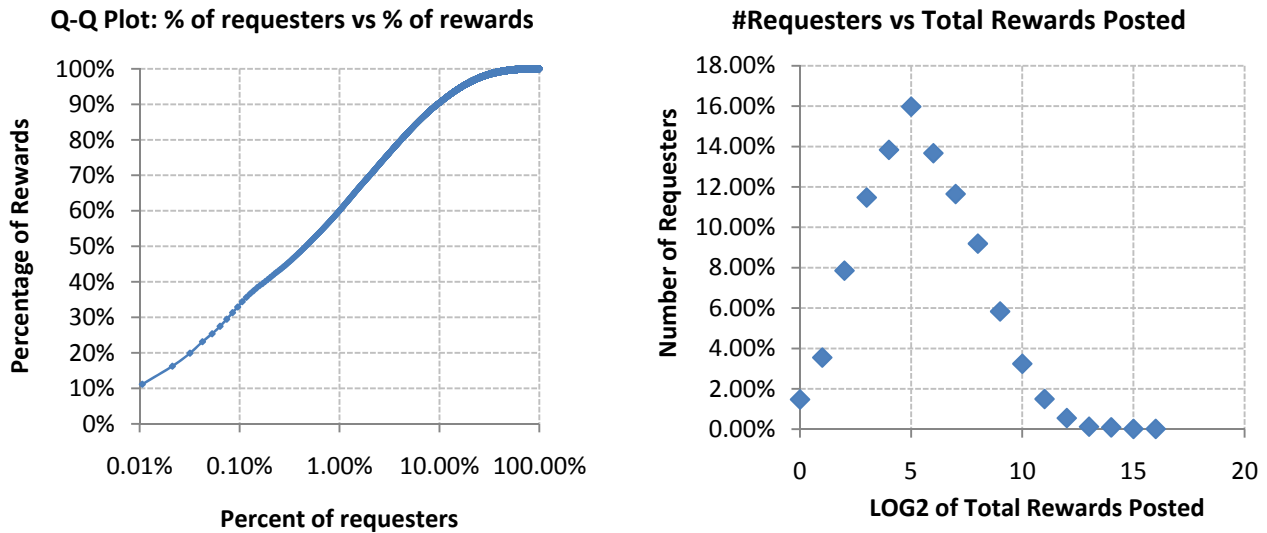 Q-Q Plot: % of requesters vs % of rewards
100%
90%
80%
70%
60%
50%
40%
30%
20%
10%
0%
Percentage of Rewards
0.01% 0.10% 1.00% 10.00% 100.00%
Percent of requesters
#Requesters vs Total Rewards Posted
18.00%
16.00%
14.00%
12.00%
10.00%
8.00%
6.00%
4.00%
2.00%
0.00%
Number of Requesters
0 5 10 15 20
LOG2 of Total Rewards Posted